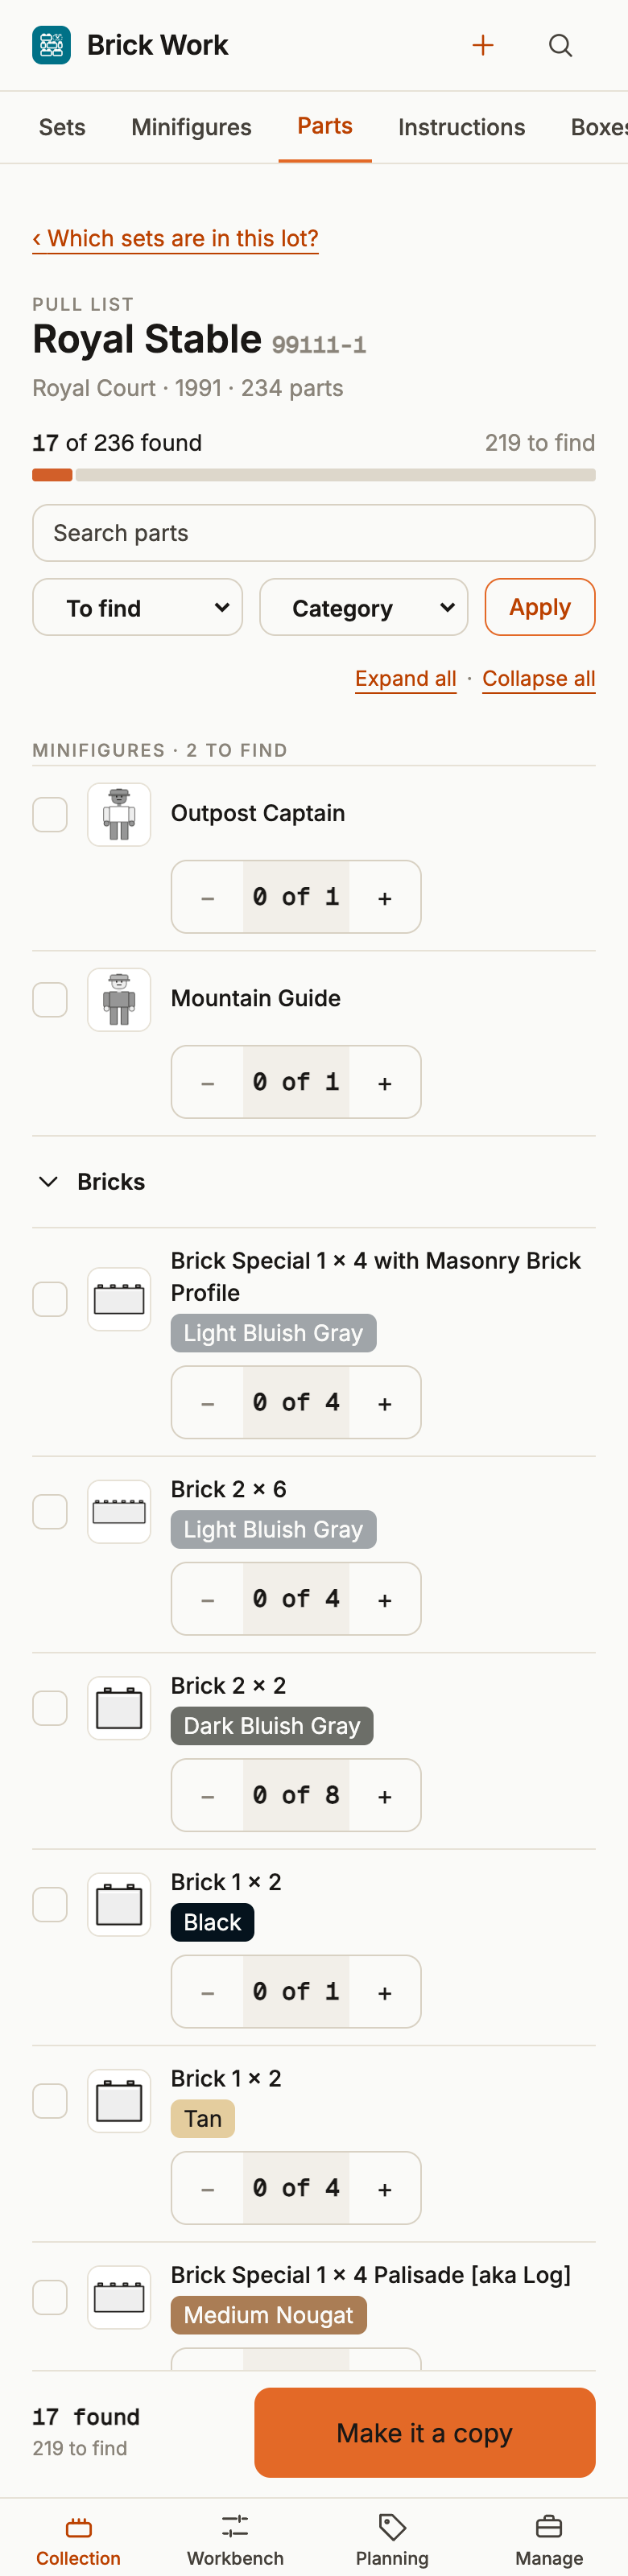 Brick Work
Sets Minifigures Parts Instructions Boxes
‹ Which sets are in this lot?
PULL LIST
Royal Stable 99111-1
Royal Court · 1991 · 234 parts
17 of 236 found 219 to find
Search parts
To find Category Apply
Expand all · Collapse all
MINIFIGURES · 2 TO FIND
Outpost Captain
− 0 of 1 +
Mountain Guide
− 0 of 1 +
Bricks
Brick Special 1 × 4 with Masonry Brick
Profile
Light Bluish Gray
− 0 of 4 +
Brick 2 × 6
Light Bluish Gray
− 0 of 4 +
Brick 2 × 2
Dark Bluish Gray
− 0 of 8 +
Brick 1 × 2
Black
− 0 of 1 +
Brick 1 × 2
Tan
− 0 of 4 +
Brick Special 1 × 4 Palisade [aka Log]
Medium Nougat
17 found
219 to find
Make it a copy
Collection Workbench Planning Manage